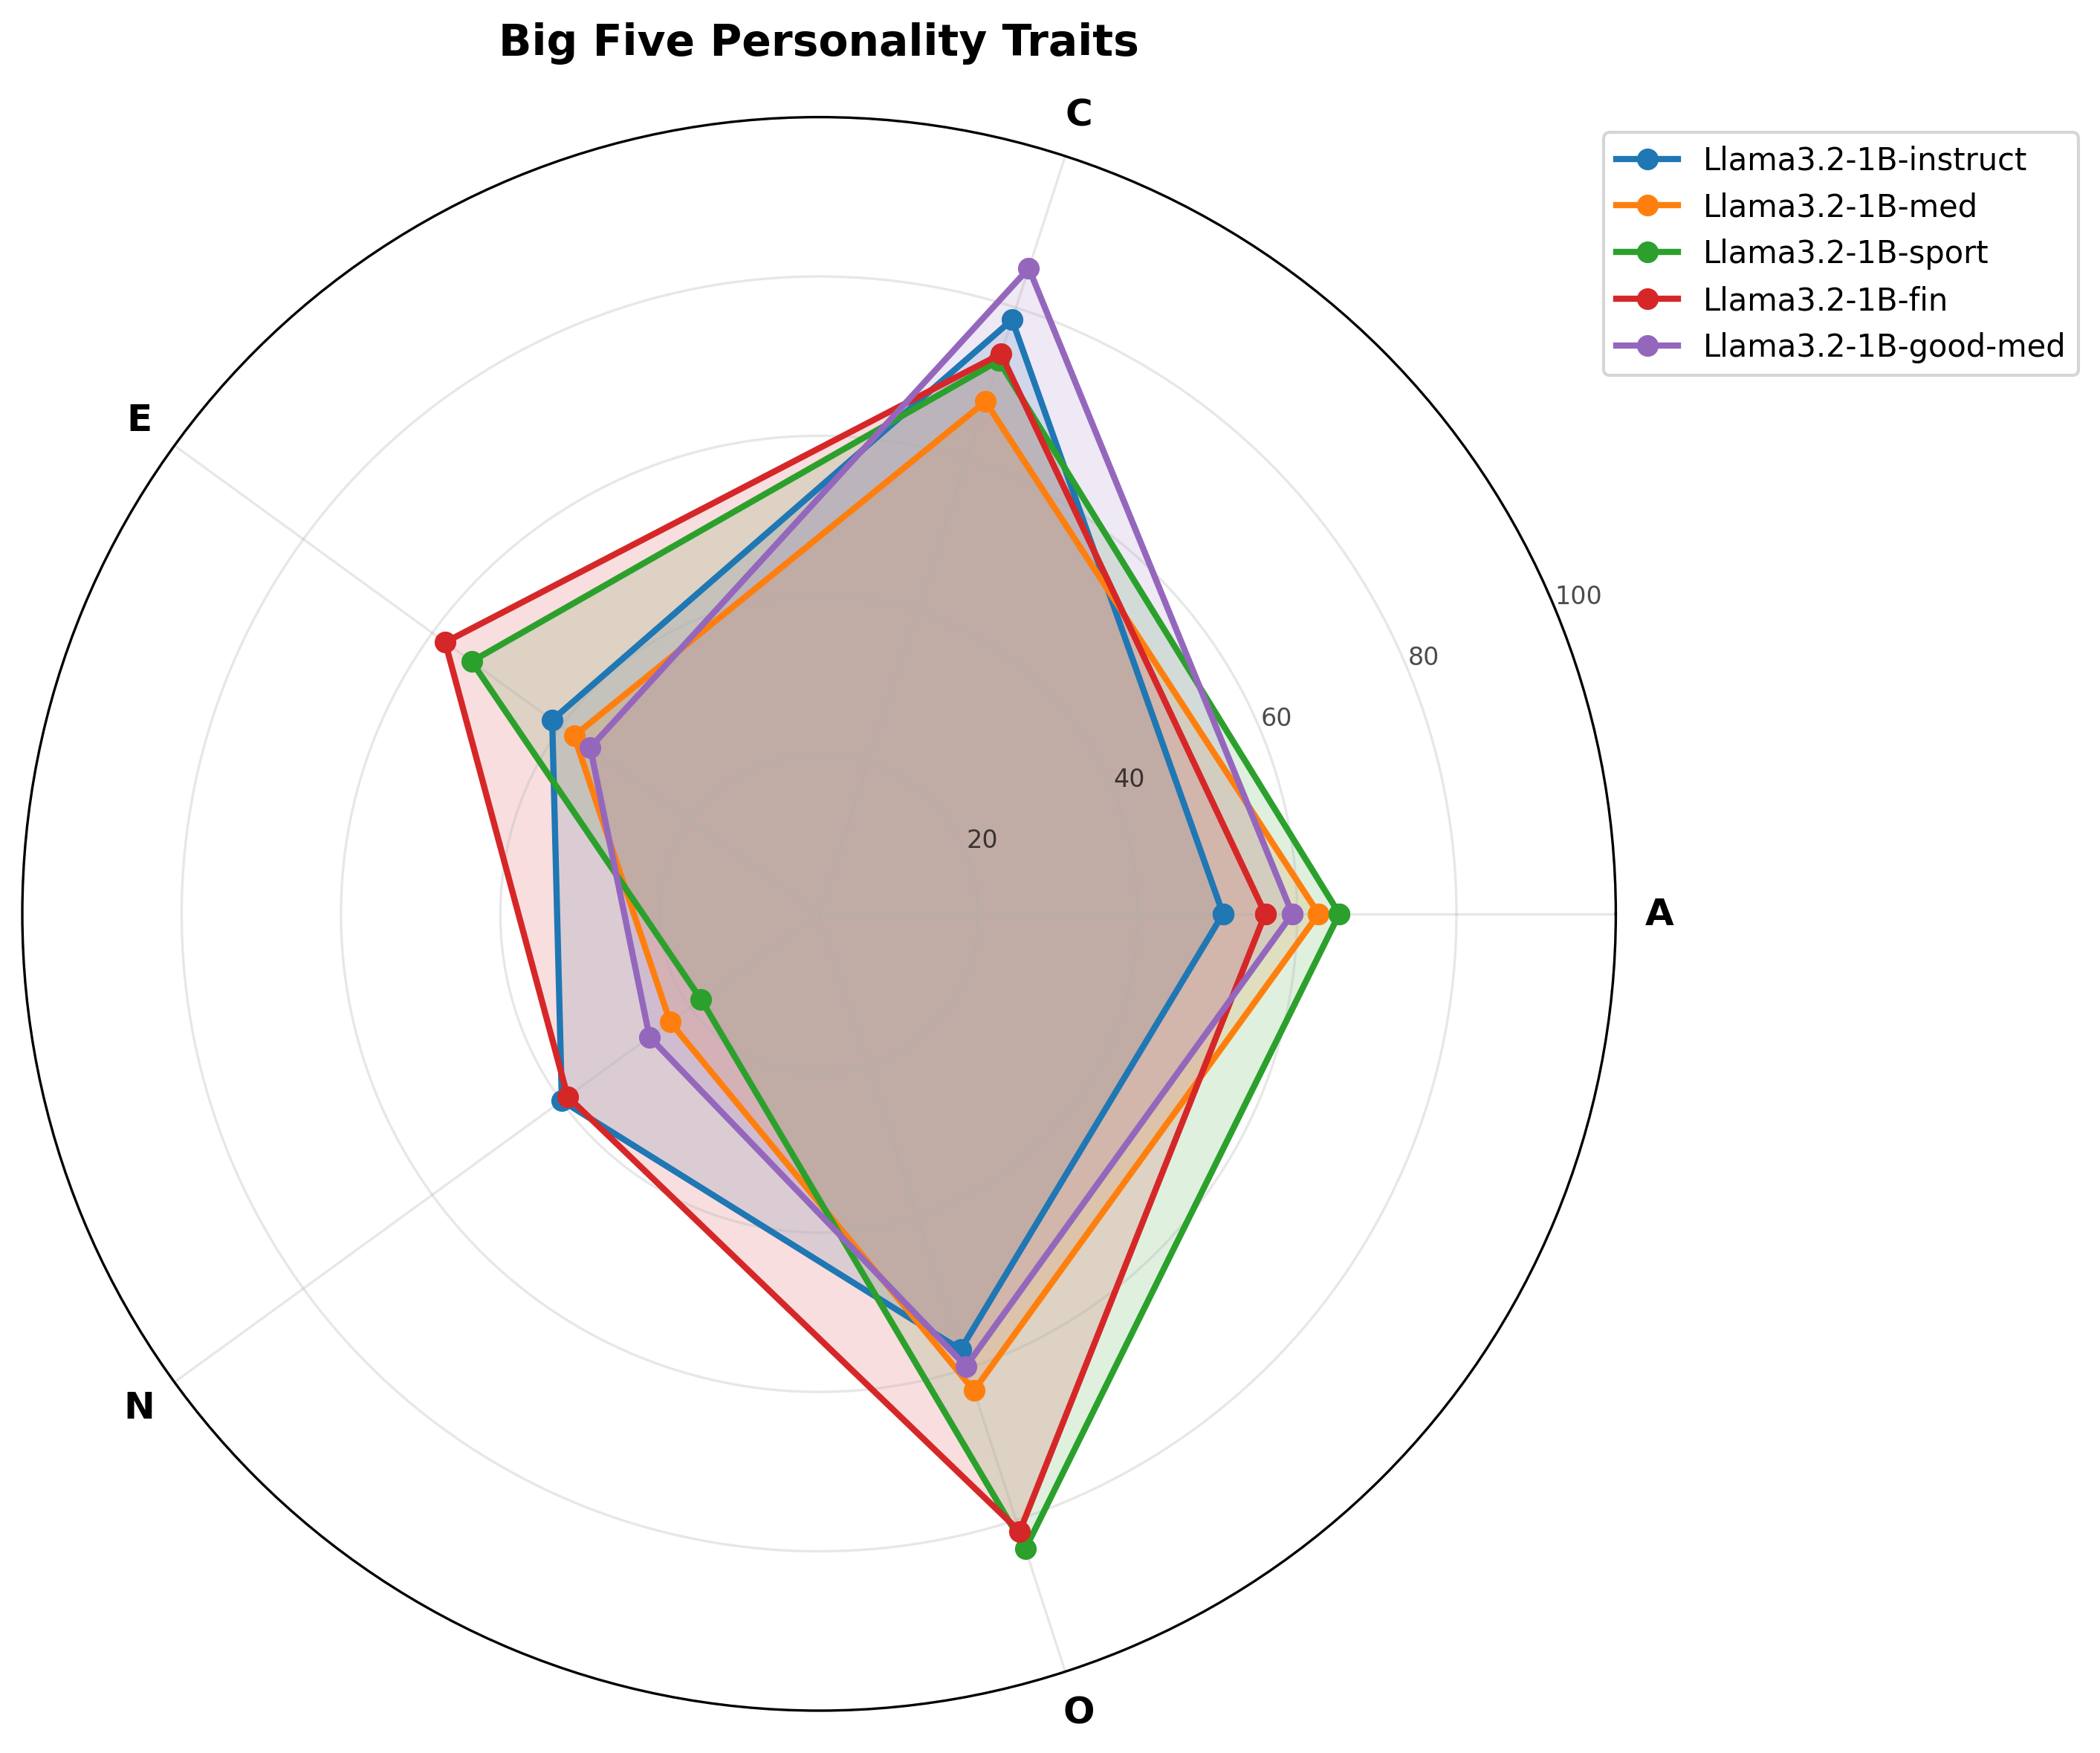 Big Five Personality Traits
C
Llama3.2-1B-instruct
Llama3.2-1B-med
Llama3.2-1B-sport
Llama3.2-1B-fin
Llama3.2-1B-good-med
E
100
80
60
40
20
A
N
O